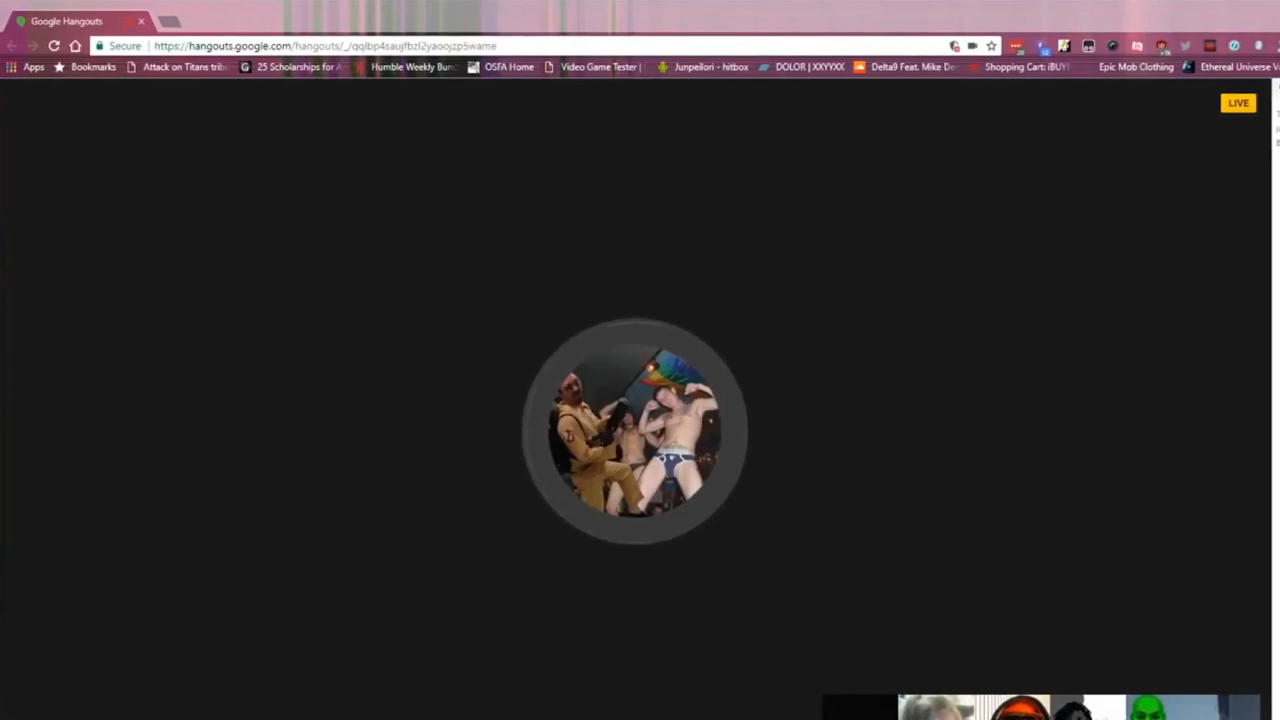 Google Hangouts
Secure https://hangouts.google.com/hangouts/_/qqlbp4saujfbzl2yaoojzp5wame
Apps Bookmarks Attack on Titans trib 25 Scholarships for A Humble Weekly Bun OSFA Home Video Game Tester | Junpeilori - hitbox DOLOR | XXYYXX Delta9 Feat. Mike De Shopping Cart: iBUY Epic Mob Clothing Ethereal Universe V
LIVE